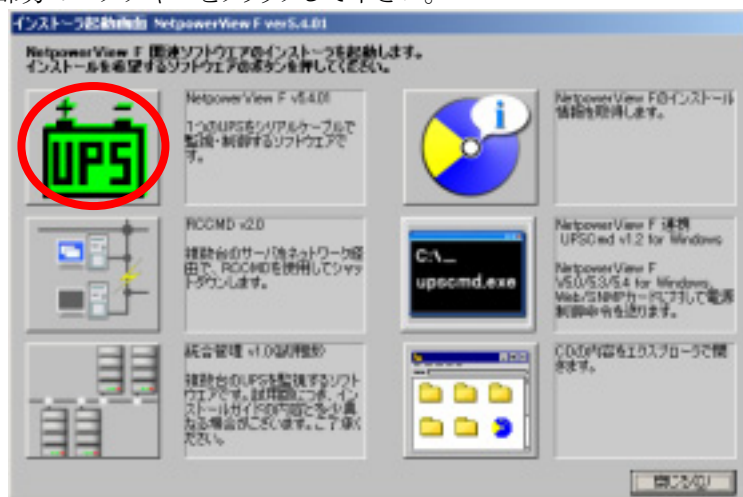 部分のアイコンをクリックして下さい。
インストーラ起動画面 NetpowerView F ver5.4.01
NetpowerView F 関連ソフトウエアのインストーラを起動します。
インストールを希望するソフトウエアのボタンを押してください。
UPS
NetpowerView F v5.4.01
1つのUPSをシリアルケーブルで
監視・制御するソフトウエアで
す。
i
NetpowerView Fのインストール
情報を取得します。
RCCMD v2.0
複数台のサーバをネットワーク経
由で、RCCMDを使用してシャッ
トダウンします。
C:\_
upscmd.exe
NetpowerView F 連携
UPSCmd v1.2 for Windows
NetpowerView F
V5.0/5.3/5.4 for Windows,
Web/SNMPカードに対して電源
制御命令を送ります。
統合管理 v1.0(試用版)
複数台のUPSを監視するソフト
ウエアです。試用版につき、イン
ストールガイドの内容と多少異
なる場合がございます。ご了承く
ださい。
CDの内容をエクスプローラで開
きます。
閉じる(Q)